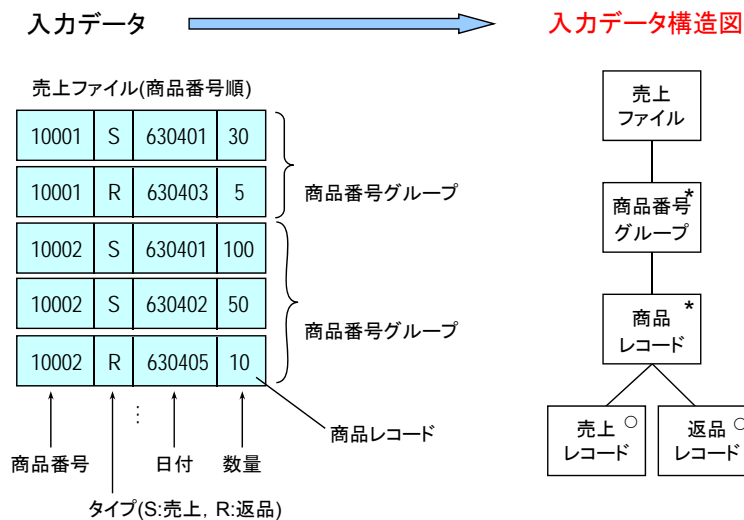 入力データ
入力データ構造図
売上ファイル(商品番号順)
10001 S 630401 30
10001 R 630403 5
商品番号グループ
10002 S 630401 100
10002 S 630402 50
10002 R 630405 10
商品番号グループ
商品レコード
⋮
商品番号
日付
数量
タイプ(S:売上, R:返品)
売上
ファイル
商品番号*
グループ
商品*
レコード
売上○
レコード
返品○
レコード